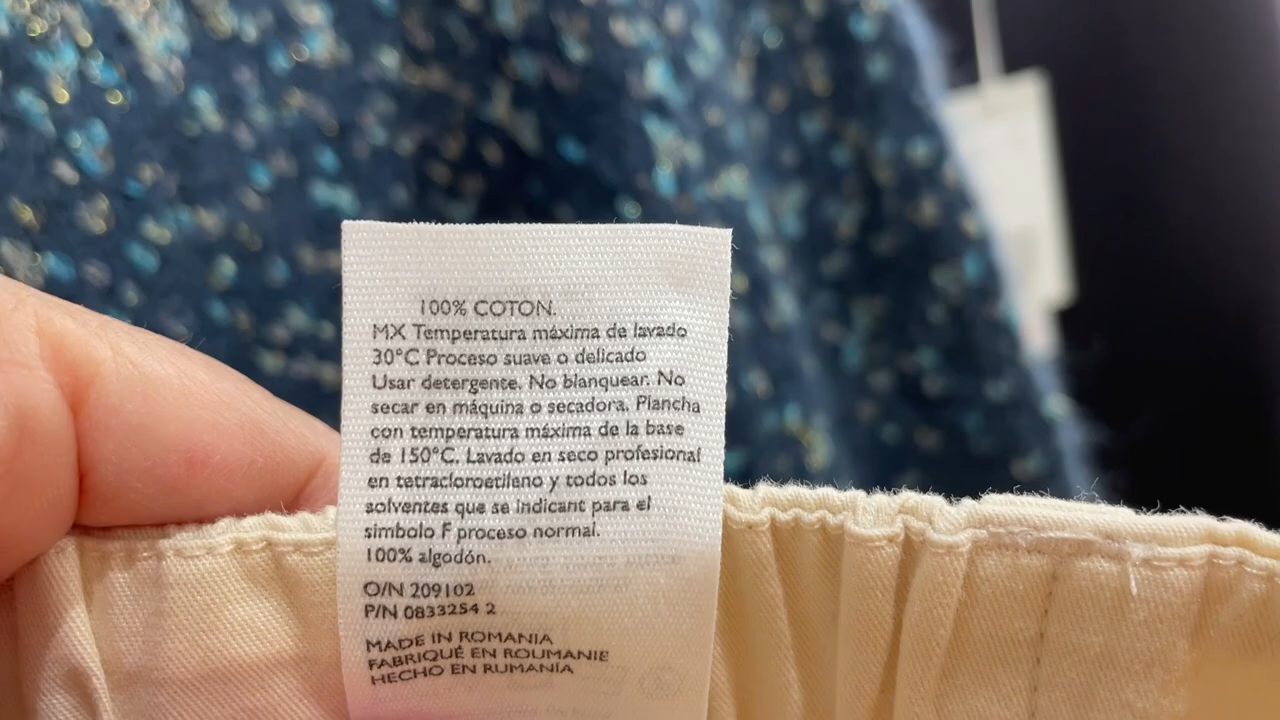 100% COTON.
MX Temperatura máxima de lavado
30°C Proceso suave o delicado
Usar detergente. No blanquear. No
secar en máquina o secadora. Plancha
con temperatura máxima de la base
de 150°C. Lavado en seco profesional
en tetracloroetileno y todos los
solventes que se indicant para el
simbolo F proceso normal.
100% algodón.
O/N 209102
P/N 0833254 2
MADE IN ROMANIA
FABRIQUÉ EN ROUMANIE
HECHO EN RUMANÍA